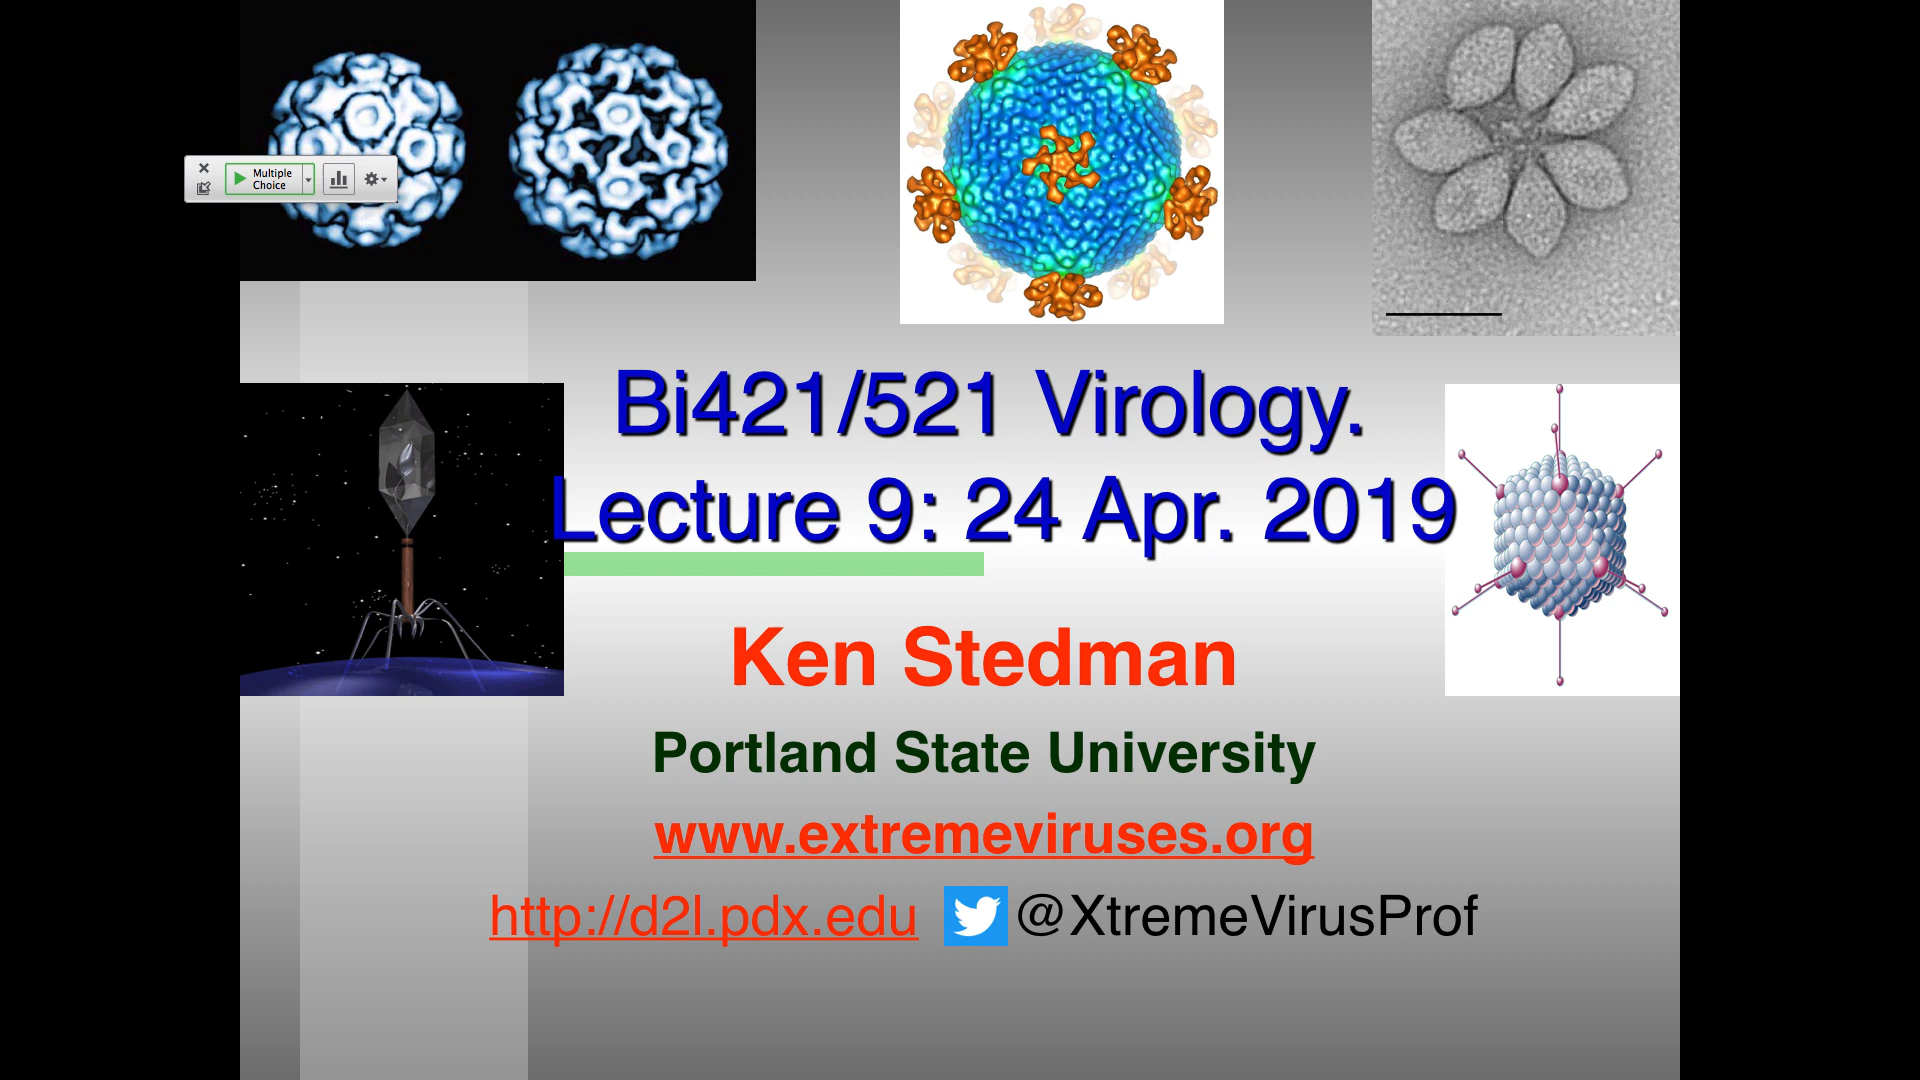 Multiple
Choice
Bi421/521 Virology.
Lecture 9: 24 Apr. 2019
Ken Stedman
Portland State University
www.extremeviruses.org
http://d2l.pdx.edu @XtremeVirusProf